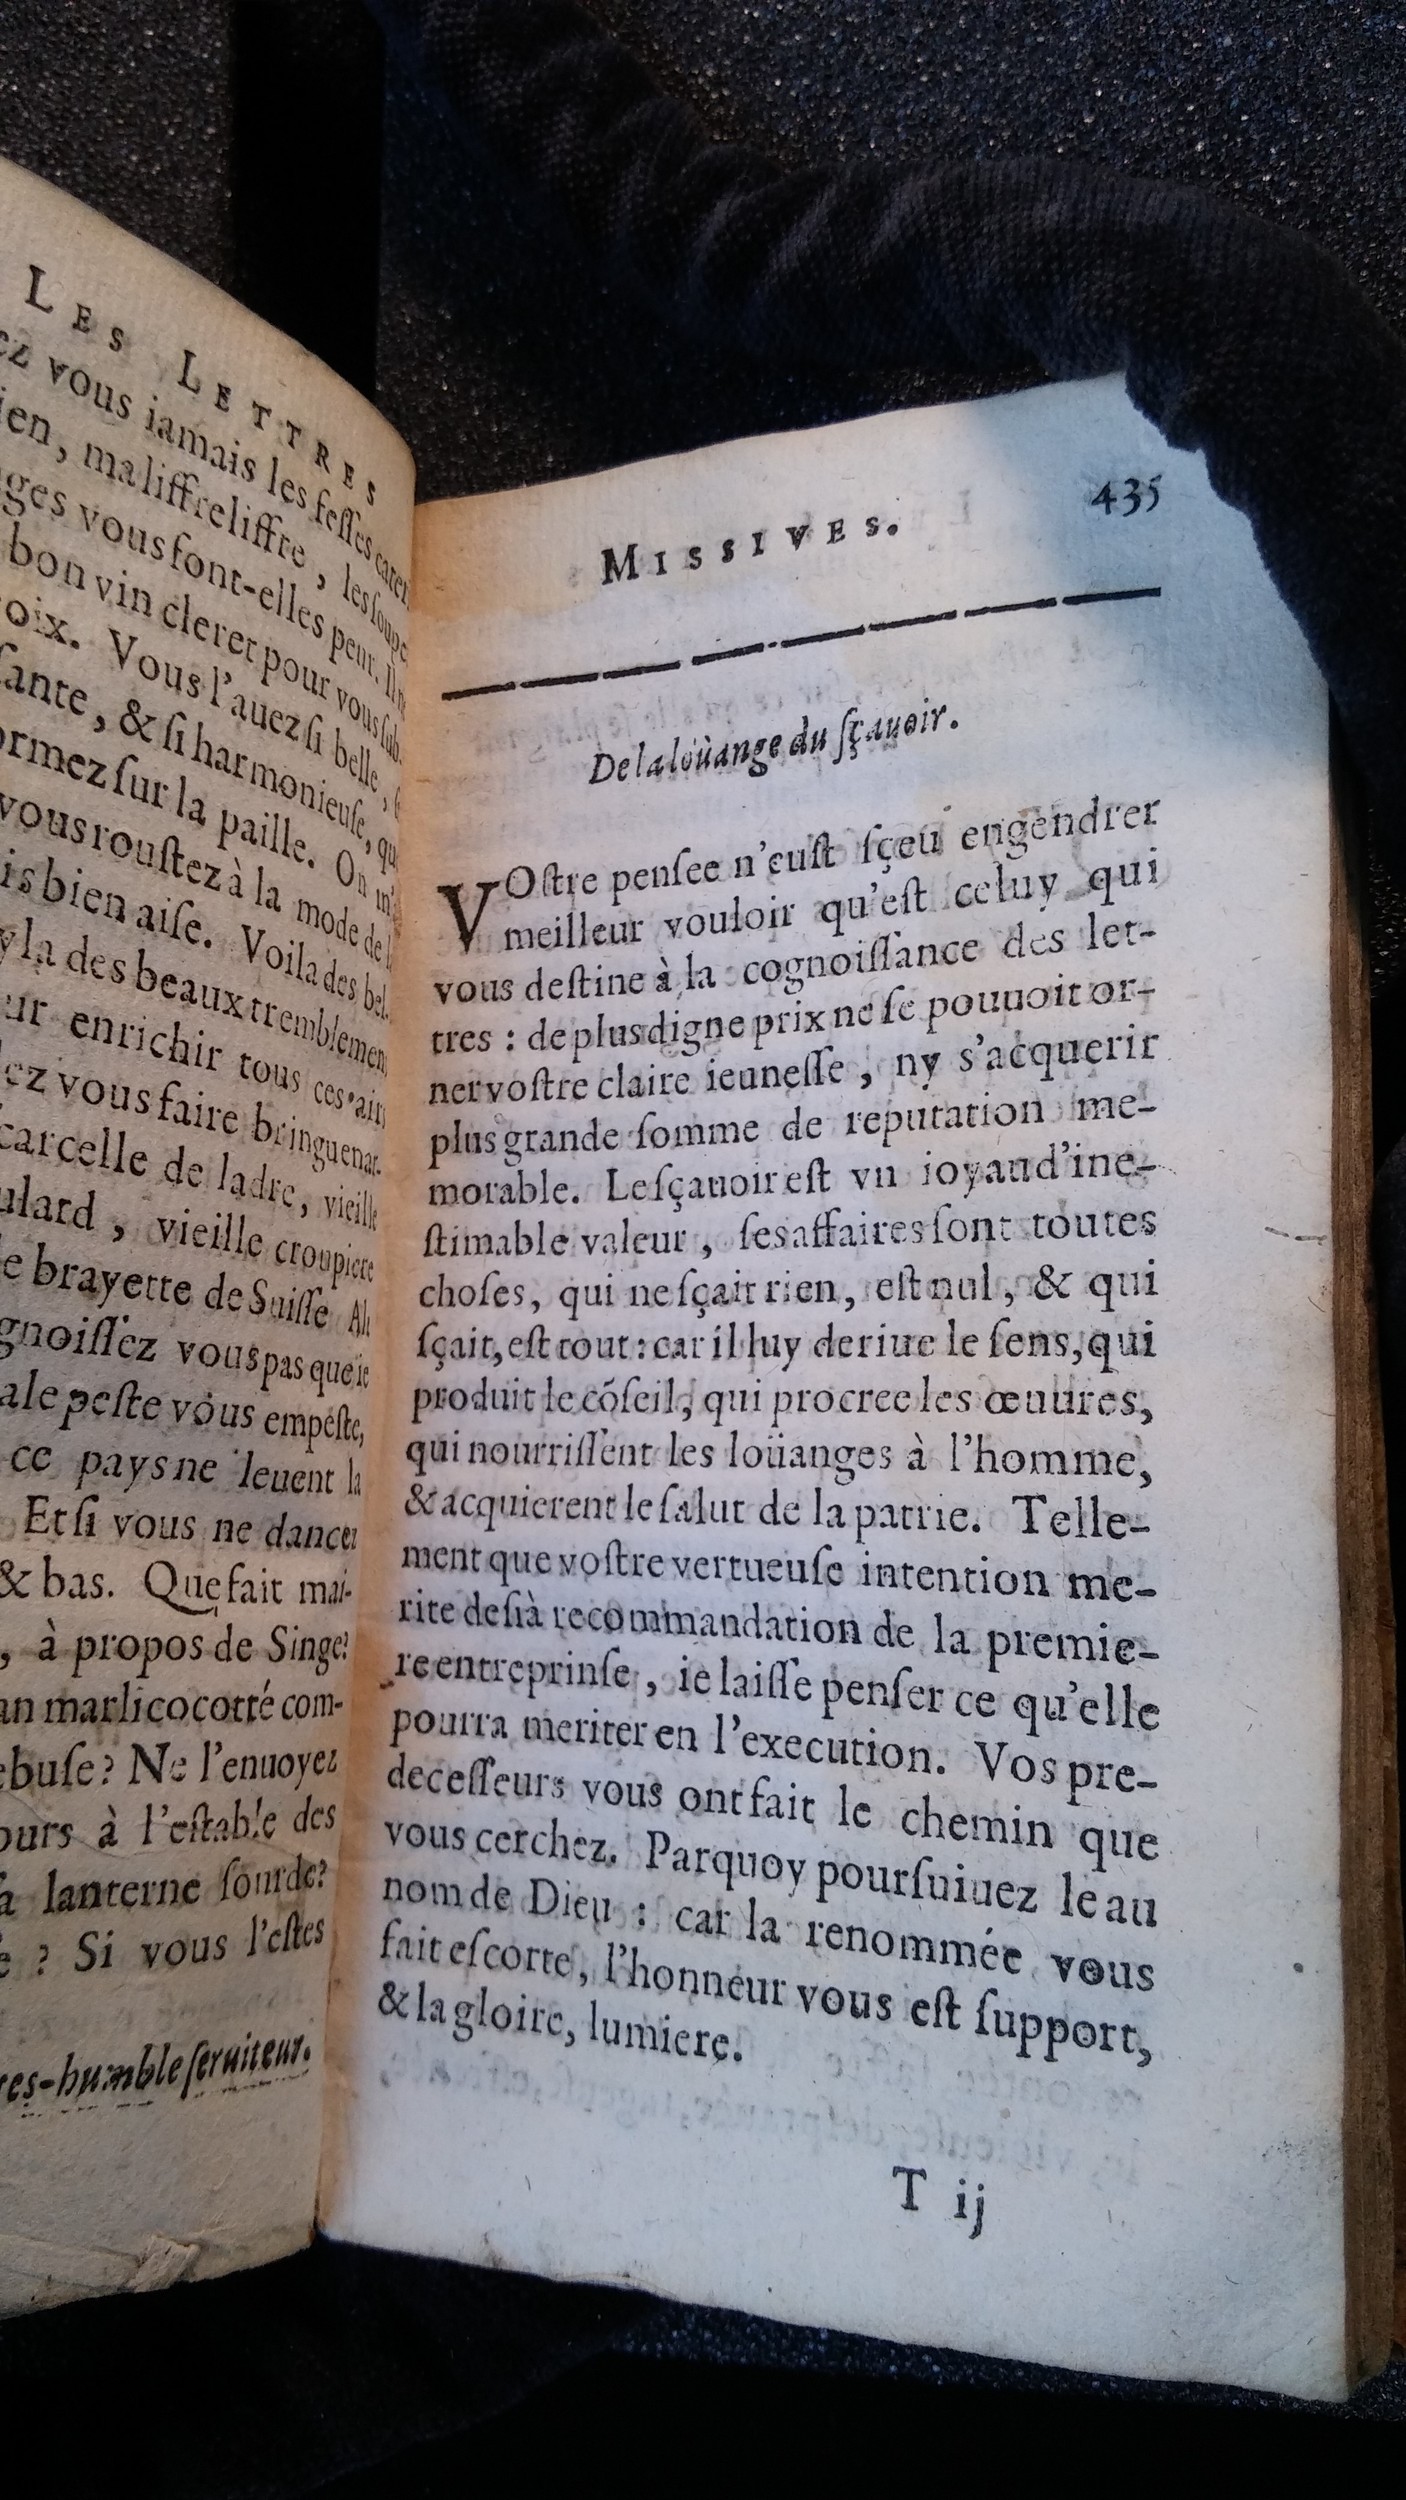 LES LETTRES
ez vous iamais les feſſes
ien, ma liffreliffre, les
ges vous font-elles peur. Il
bon vin cleret pour vous
oix. Vous l'auez ſi belle,
ſante, & ſi harmonieuſe, qu
ormez ſur la paille. On m'
vous rouſtez à la mode de
is bien aiſe. Voila des bel
y la des beaux tremblemen
ur enrichir tous ces air
ez vous faire bringuenar
carcelle de ladre, vieille
ulard, vieille croupiere
e brayette de Suiſſe
gnoiſſez vous pas que ie
ale peſte vous empeſte,
ce pays ne leuent la
Et ſi vous ne dancez
& bas. Que fait mai-
, à propos de Singe?
an marlicocotté com-
ebuſe? Ne l'enuoyez
ours à l'eſtable des
a lanterne ſourde?
e ? Si vous l'eſtes
res-humble ſeruiteur.
MISSIVES. 435
De la loüange du ſçauoir.
VOſtre penſee n'euſt ſçeu engendrer
meilleur vouloir qu'eſt celuy qui
vous deſtine à la cognoiſſance des let-
tres : de plus digne prix ne ſe pouuoit or-
ner voſtre claire ieuneſſe, ny s'acquerir
plus grande ſomme de reputation me-
morable. Le ſçauoir eſt vn ioyau d'ine-
ſtimable valeur, ſes affaires ſont toutes
choſes, qui ne ſçait rien, eſt nul, & qui
ſçait, eſt tout : car il luy deriue le ſens, qui
produit le cõſeil, qui procree les œuures,
qui nourriſſent les loüanges à l'homme,
& acquierent le ſalut de la patrie. Telle-
ment que voſtre vertueuſe intention me-
rite deſià recommandation de la premie-
re entreprinſe, ie laiſſe penſer ce qu'elle
pourra meriter en l'execution. Vos pre-
deceſſeurs vous ont fait le chemin que
vous cerchez. Parquoy pourſuiuez le au
nom de Dieu : car la renommée vous
fait eſcorte, l'honneur vous eſt ſupport,
& la gloire, lumiere.
T ij